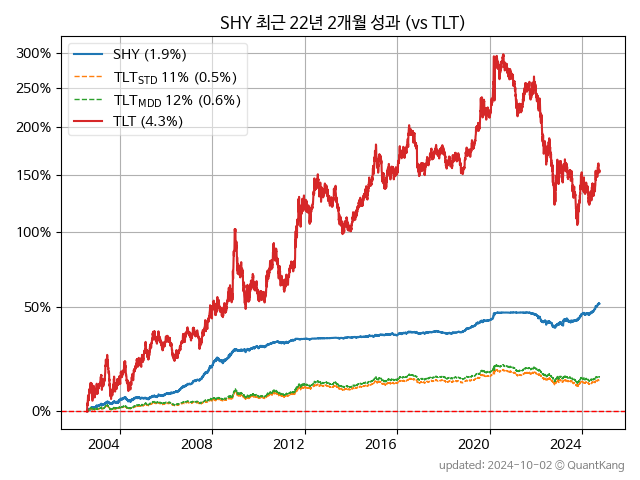 SHY 최근 22년 2개월 성과 (vs TLT)
300%
250%
200%
150%
100%
50%
0%
SHY (1.9%)
TLT_STD 11% (0.5%)
TLT_MDD 12% (0.6%)
TLT (4.3%)
2004 2008 2012 2016 2020 2024
updated: 2024-10-02 © QuantKang